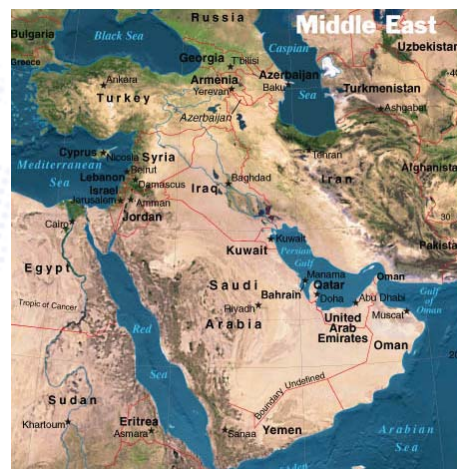 Middle East
Russia
Bulgaria
Black Sea
Caspian
Sea
Georgia
T'bilisi
Uzbekistan
Greece
Ankara
Armenia
Azerbaijan
40
Yerevan
Baku
Turkmenistan
Turkey
Azerbaijan
Ashgabat
Cyprus
Nicosia
Syria
Tehran
Mediterranean
Sea
Beirut
Lebanon
Damascus
Iraq
Baghdad
Iran
Afghanistan
Israel
Jerusalem
Amman
Jordan
30
Cairo
Kuwait
Kuwait
Pakistan
Persian
Gulf
Egypt
Manama
Oman
Saudi
Arabia
Qatar
Bahrain
Doha
Abu Dhabi
Gulf
of
Oman
Tropic of Cancer
Riyadh
Muscat
United
Arab
Emirates
Red
Sea
Oman
20
Boundary Undefined
Sudan
Khartoum
Eritrea
Asmara
Sanaa
Yemen
Arabian
Sea